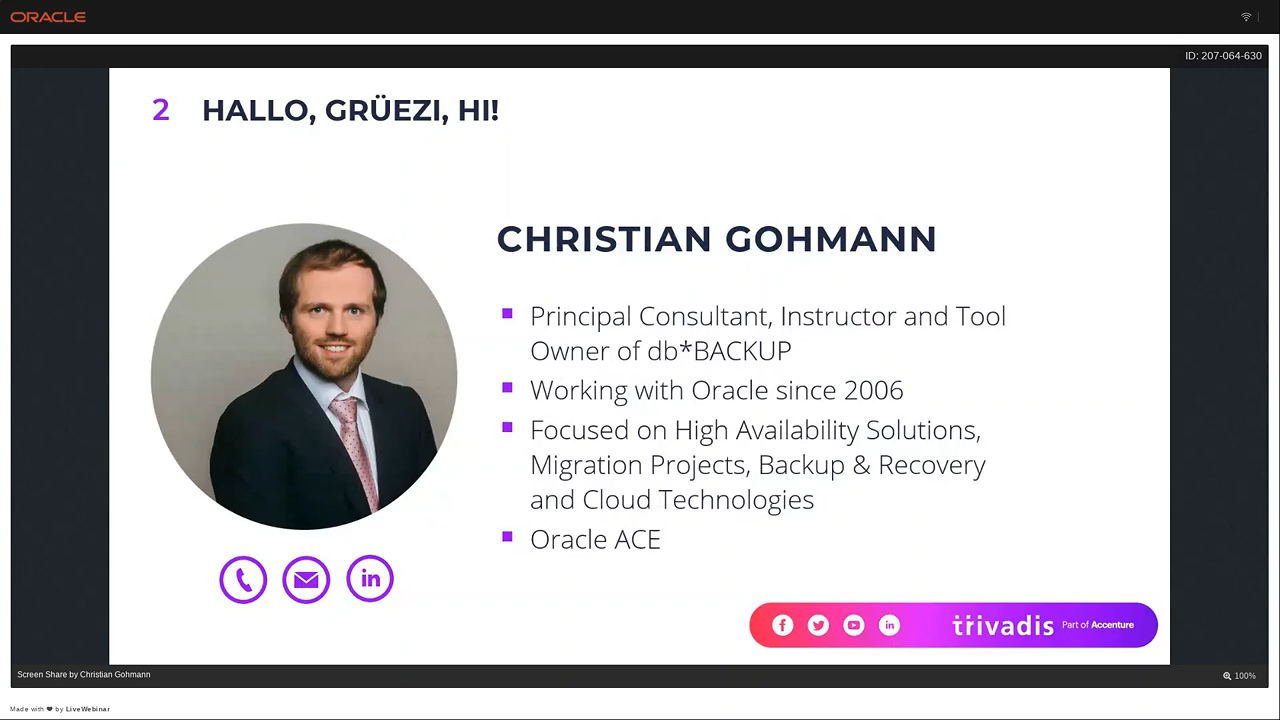 ORACLE
ID: 207-064-630
2 HALLO, GRÜEZI, HI!
CHRISTIAN GOHMANN
Principal Consultant, Instructor and Tool
Owner of db*BACKUP
Working with Oracle since 2006
Focused on High Availability Solutions,
Migration Projects, Backup & Recovery
and Cloud Technologies
Oracle ACE
in
f in trivadis Part of Accenture
Screen Share by Christian Gohmann
100%
Made with ❤ by LiveWebinar